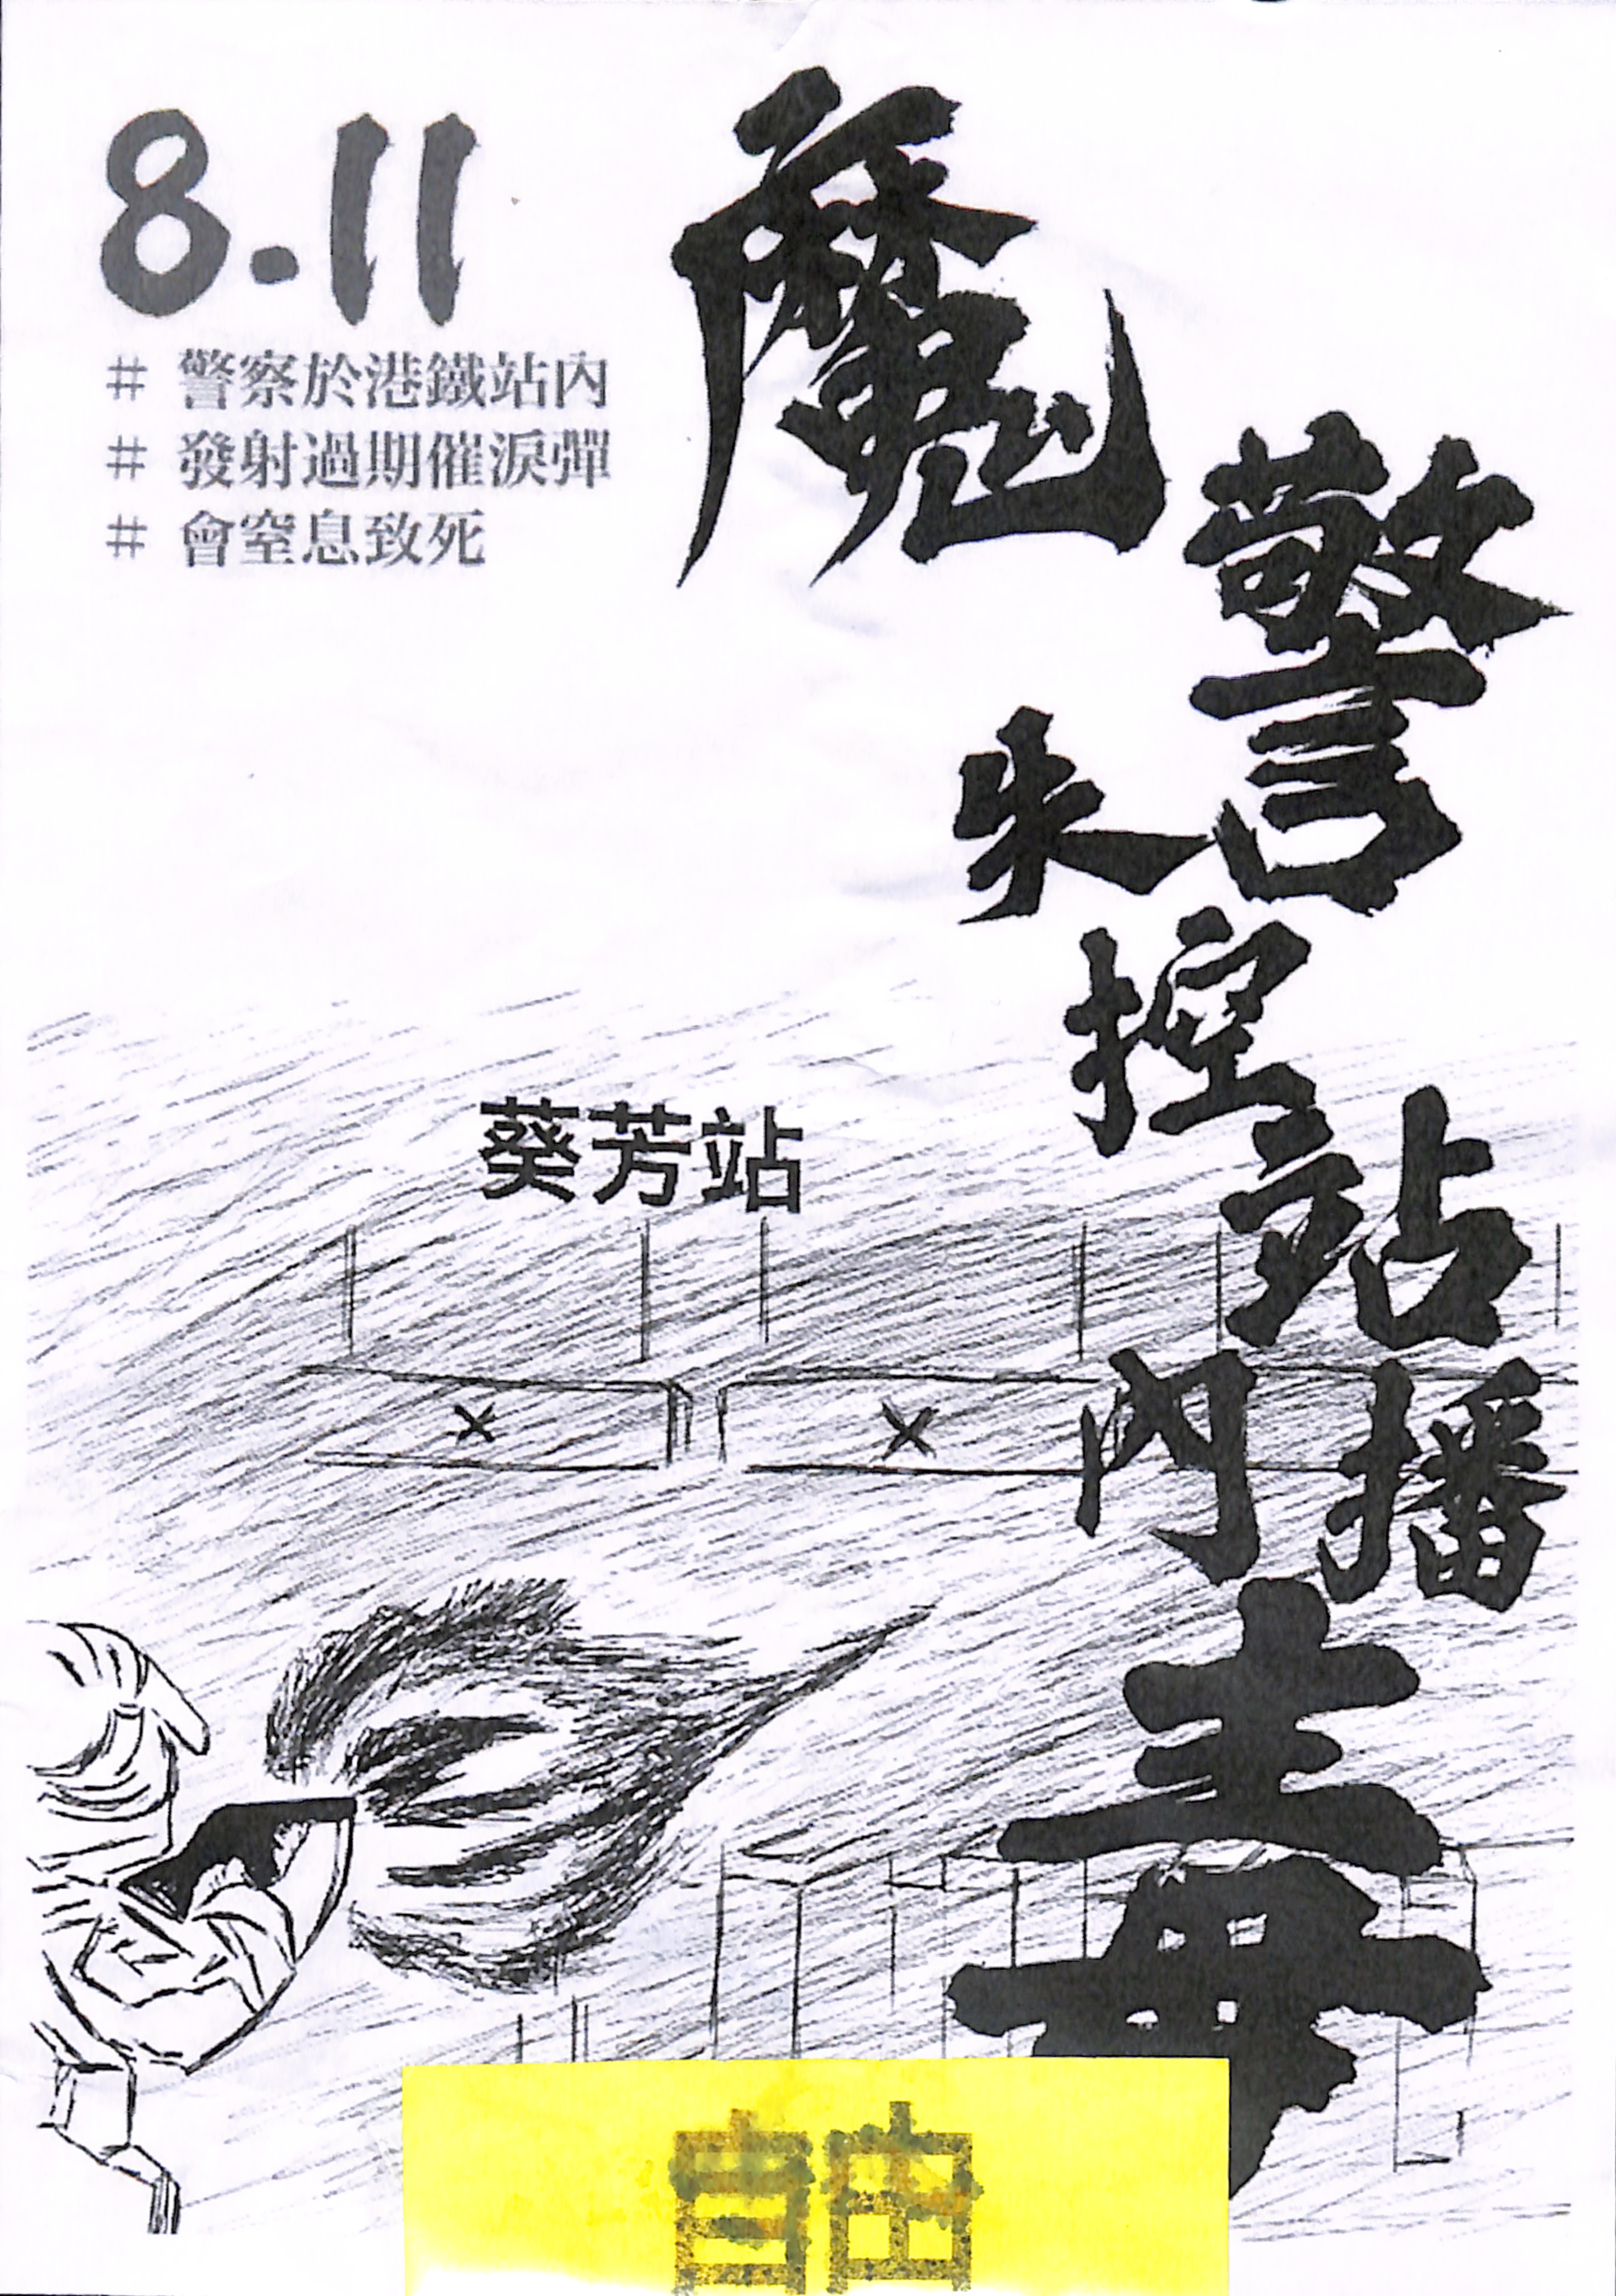 8.11
# 警察於港鐵站內
# 發射過期催淚彈
# 會窒息致死
魔警失控站內播毒
葵芳站
自由